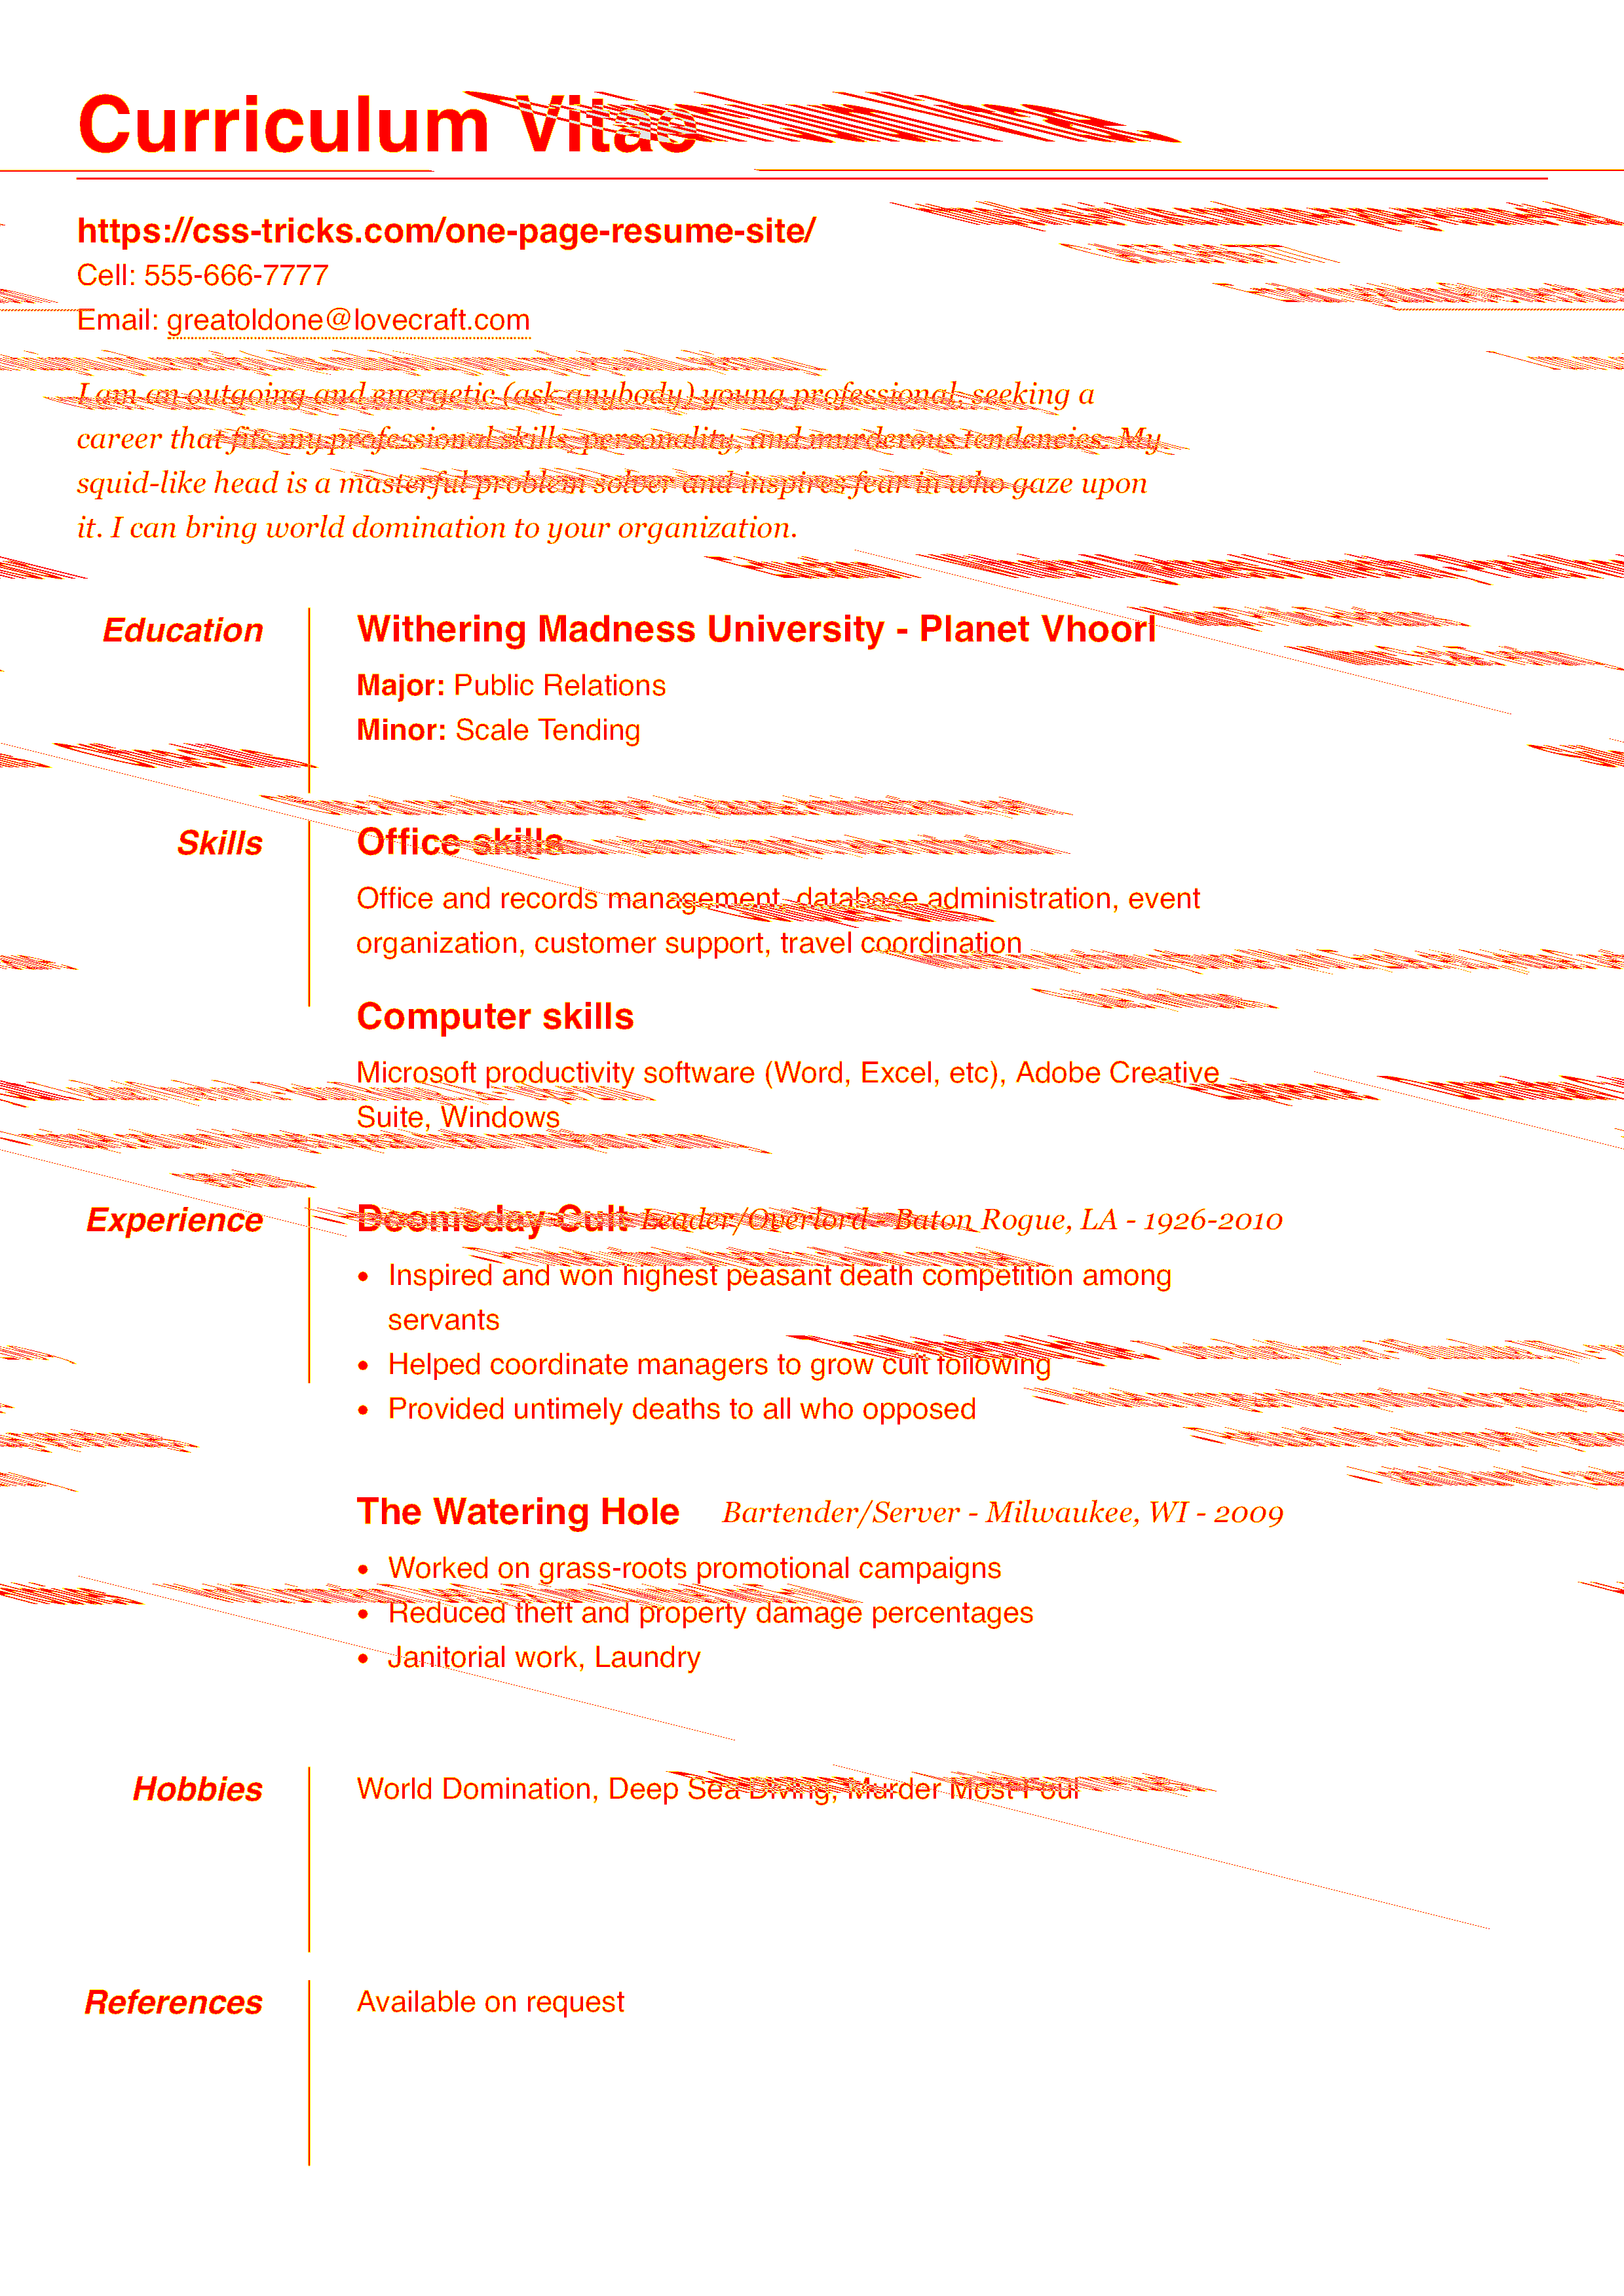 Curriculum Vitae
https://css-tricks.com/one-page-resume-site/
Cell: 555-666-7777
Email: greatoldone@lovecraft.com
I am an outgoing and energetic (ask anybody) young professional, seeking a
career that fits my professional skills, personality, and murderous tendencies. My
squid-like head is a masterful problem solver and inspires fear in who gaze upon
it. I can bring world domination to your organization.
Education
Withering Madness University - Planet Vhoorl
Major: Public Relations
Minor: Scale Tending
Skills
Office skills
Office and records management, database administration, event
organization, customer support, travel coordination
Computer skills
Microsoft productivity software (Word, Excel, etc), Adobe Creative
Suite, Windows
Experience
Doomsday Cult Leader/Overlord - Baton Rogue, LA - 1926-2010
• Inspired and won highest peasant death competition among
servants
• Helped coordinate managers to grow cult following
• Provided untimely deaths to all who opposed
The Watering Hole Bartender/Server - Milwaukee, WI - 2009
• Worked on grass-roots promotional campaigns
• Reduced theft and property damage percentages
• Janitorial work, Laundry
Hobbies
World Domination, Deep Sea Diving, Murder Most Foul
References
Available on request